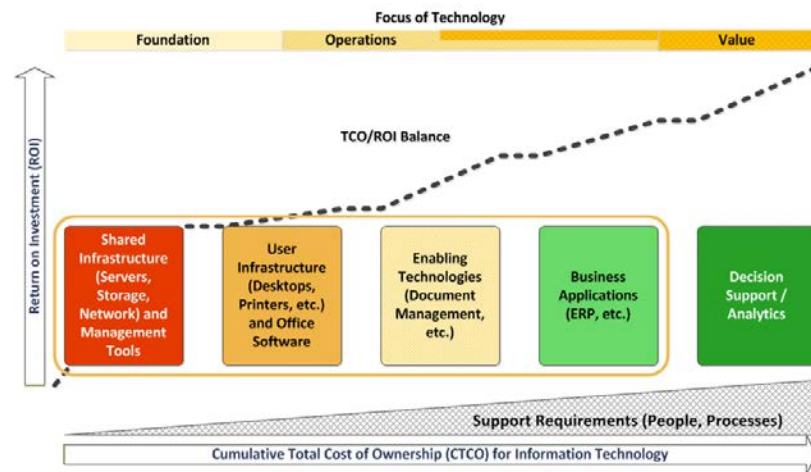 Focus of Technology
Foundation
Operations
Value
Return on Investment (ROI)
TCO/ROI Balance
Shared
Infrastructure
(Servers,
Storage,
Network) and
Management
Tools
User
Infrastructure
(Desktops,
Printers, etc.)
and Office
Software
Enabling
Technologies
(Document
Management,
etc.)
Business
Applications
(ERP, etc.)
Decision
Support /
Analytics
Support Requirements (People, Processes)
Cumulative Total Cost of Ownership (CTCO) for Information Technology